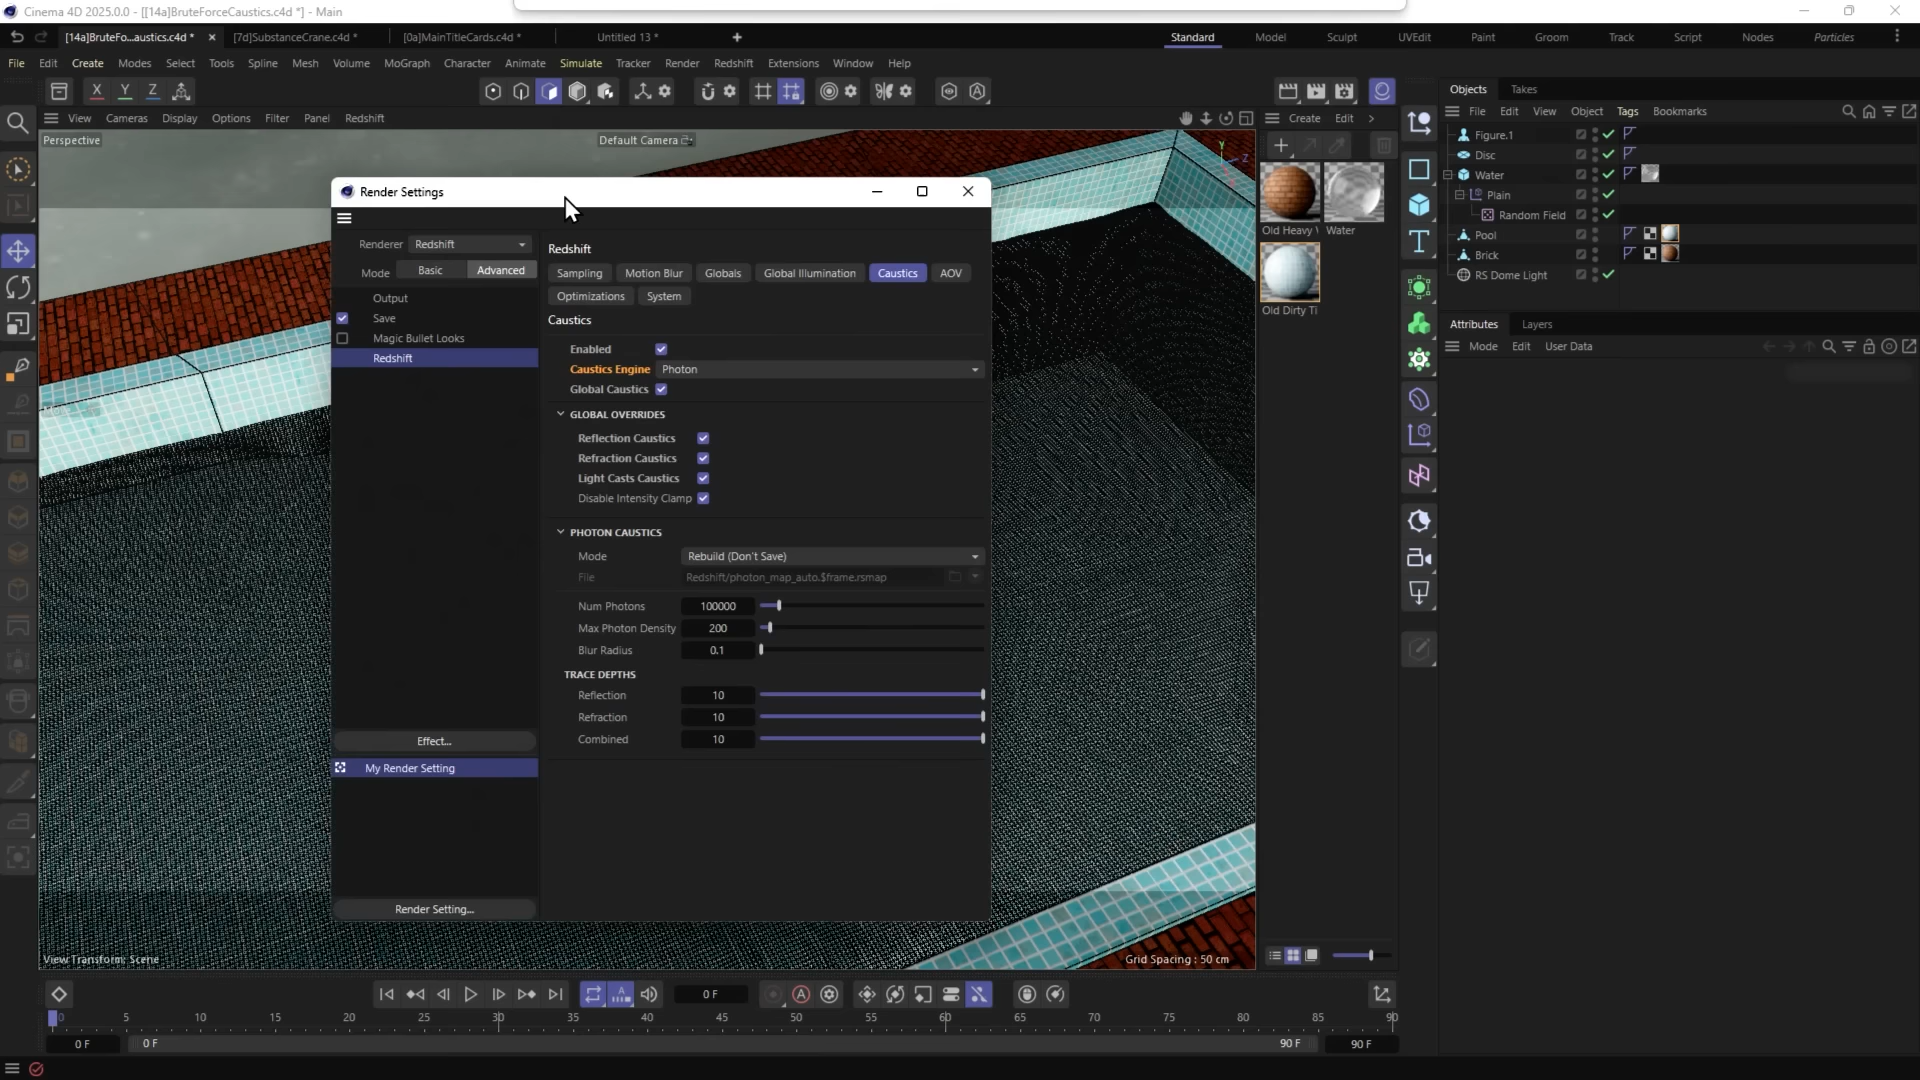 Cinema 4D 2025.0.0 - [[14a]BruteForceCaustics.c4d *] - Main
[14a]BruteFo...austics.c4d *
[7d]SubstanceCrane.c4d *
[0a]MainTitleCards.c4d *
Untitled 13 *
Standard Model Sculpt UVEdit Paint Groom Track Script Nodes Particles
File Edit Create Modes Select Tools Spline Mesh Volume MoGraph Character Animate Simulate Tracker Render Redshift Extensions Window Help
X Y Z
View Cameras Display Options Filter Panel Redshift
Perspective
Default Camera
Y
Z
Create Edit
Old Heavy
Water
Old Dirty Ti
Objects Takes
File Edit View Object Tags Bookmarks
Figure.1
Disc
Water
Plain
Random Field
Pool
Brick
RS Dome Light
Attributes Layers
Mode Edit User Data
Render Settings
Renderer Redshift
Mode Basic Advanced
Output
Save
Magic Bullet Looks
Redshift
Effect...
My Render Setting
Render Setting...
Redshift
Sampling Motion Blur Globals Global Illumination Caustics AOV
Optimizations System
Caustics
Enabled
Caustics Engine Photon
Global Caustics
GLOBAL OVERRIDES
Reflection Caustics
Refraction Caustics
Light Casts Caustics
Disable Intensity Clamp
PHOTON CAUSTICS
Mode Rebuild (Don't Save)
File Redshift/photon_map_auto.$frame.rsmap
Num Photons 100000
Max Photon Density 200
Blur Radius 0.1
TRACE DEPTHS
Reflection 10
Refraction 10
Combined 10
View Transform: Scene
Grid Spacing : 50 cm
0 F
0 5 10 15 20 25 30 35 40 45 50 55 60 65 70 75 80 85 90
0 F 0 F 90 F 90 F